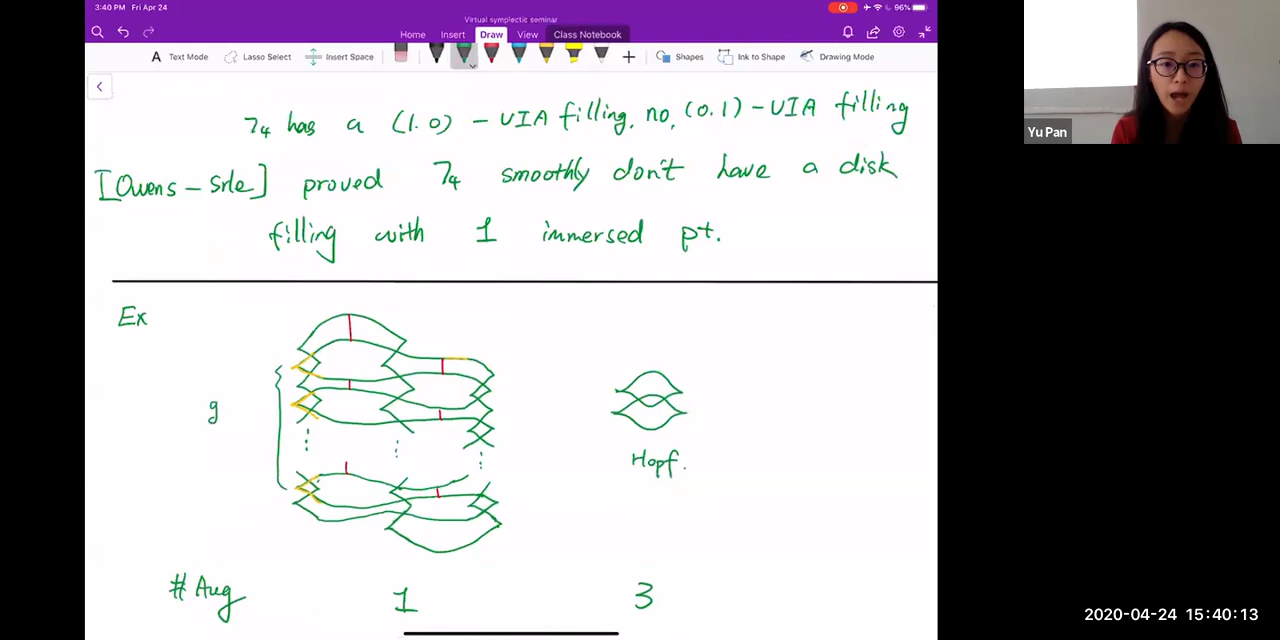 3:40 PM Fri Apr 24
96%
Virtual symplectic seminar
Home Insert Draw View Class Notebook
Text Mode Lasso Select Insert Space Shapes Ink to Shape Drawing Mode
7₄ has a (1.0) - UIA filling, no, (0.1) - UIA filling
[Owens - Srle] proved 7₄ smoothly don't have a disk
filling with 1 immersed pt.
Ex
g
Hopf.
# Aug 1 3
Yu Pan
2020-04-24 15:40:13